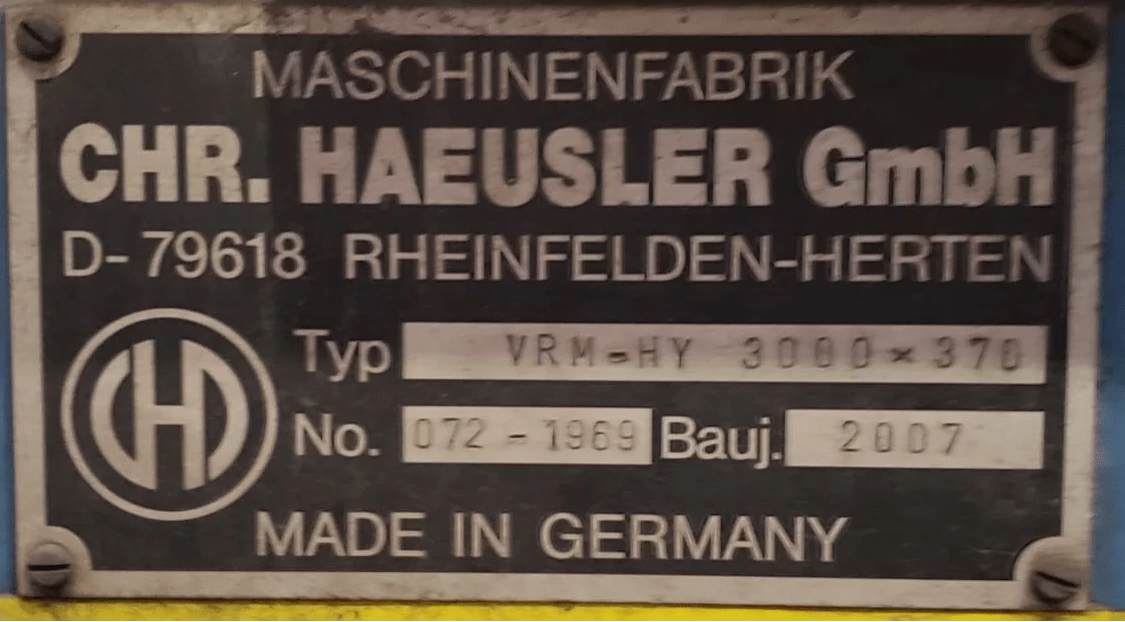 MASCHINENFABRIK
CHR. HAEUSLER GmbH
D-79618 RHEINFELDEN-HERTEN
Typ VRM-HY 3000×370
No. 072-1969 Bauj. 2007
MADE IN GERMANY